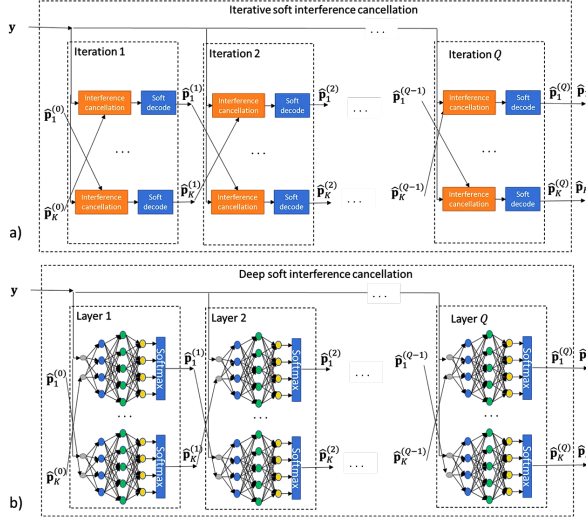 Iterative soft interference cancellation
y
...
Iteration 1
Iteration 2
Iteration Q
p̂₁⁽⁰⁾
Interference cancellation
Soft decode
p̂₁⁽¹⁾
Interference cancellation
Soft decode
p̂₁⁽²⁾
...
p̂₁⁽Q⁻¹⁾
Interference cancellation
Soft decode
p̂₁⁽Q⁾
...
...
...
p̂_K⁽⁰⁾
Interference cancellation
Soft decode
p̂_K⁽¹⁾
Interference cancellation
Soft decode
p̂_K⁽²⁾
...
p̂_K⁽Q⁻¹⁾
Interference cancellation
Soft decode
p̂_K⁽Q⁾
a)
Deep soft interference cancellation
y
...
Layer 1
Layer 2
Layer Q
p̂₁⁽⁰⁾
Softmax
p̂₁⁽¹⁾
Softmax
p̂₁⁽²⁾
...
p̂₁⁽Q⁻¹⁾
Softmax
p̂₁⁽Q⁾
...
...
...
p̂_K⁽⁰⁾
Softmax
p̂_K⁽¹⁾
Softmax
p̂_K⁽²⁾
...
p̂_K⁽Q⁻¹⁾
Softmax
p̂_K⁽Q⁾
b)